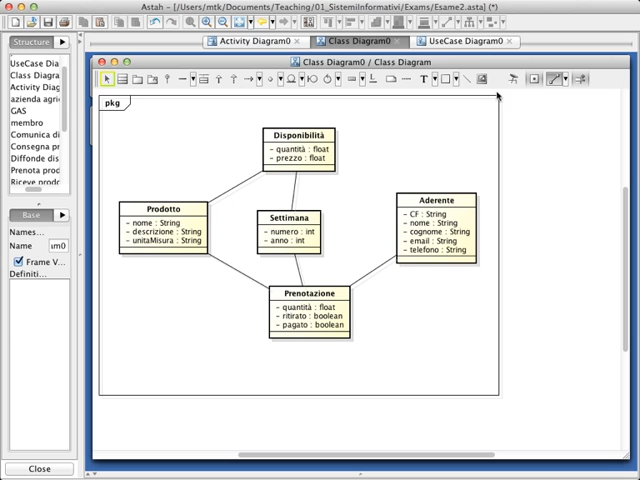 Astah - [/Users/mtk/Documents/Teaching/01_SistemiInformativi/Exams/Esame2.asta] (*)
Structure
Activity Diagram0
Class Diagram0
UseCase Diagram0
UseCase Dia
Class Diagra
Activity Diag
azienda agri
GAS
membro
Comunica di
Consegna pr
Diffonde dis
Prenota prod
Riceve prodo
Class Diagram0 / Class Diagram
T
pkg
Disponibilità
- quantità : float
- prezzo : float
Prodotto
- nome : String
- descrizione : String
- unitaMisura : String
Settimana
- numero : int
- anno : int
Aderente
- CF : String
- nome : String
- cognome : String
- email : String
- telefono : String
Prenotazione
- quantità : float
- ritirato : boolean
- pagato : boolean
Base
Names...
Name
Frame V...
Definiti...
Close